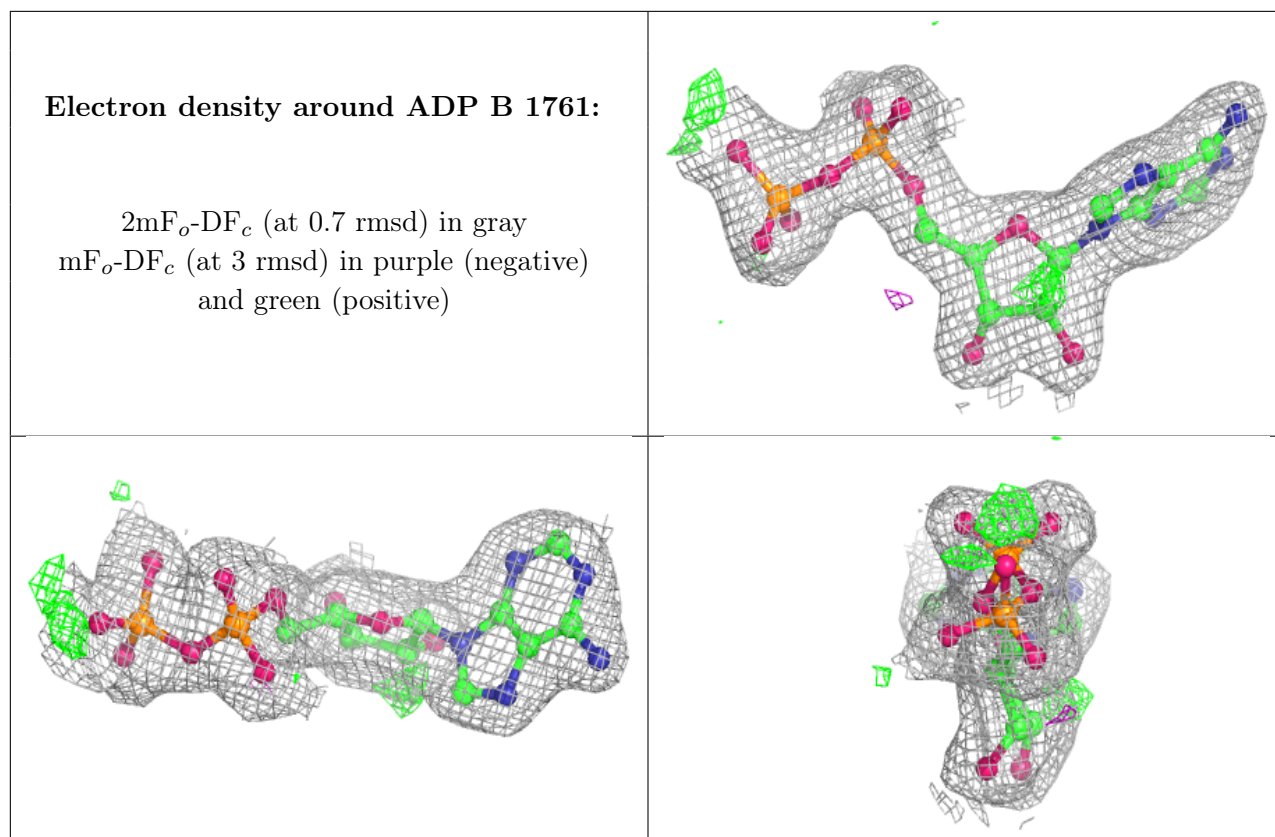 Electron density around ADP B 1761:
2mFo-DFc (at 0.7 rmsd) in gray
mFo-DFc (at 3 rmsd) in purple (negative)
and green (positive)